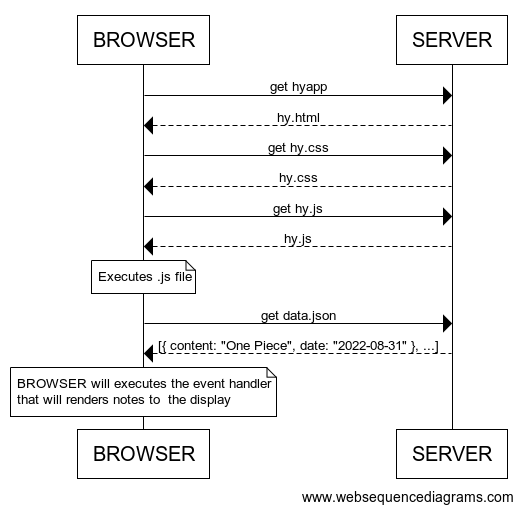 BROWSER
SERVER
get hyapp
hy.html
get hy.css
hy.css
get hy.js
hy.js
Executes .js file
get data.json
[{ content: "One Piece", date: "2022-08-31" }, ...]
BROWSER will executes the event handler
that will renders notes to  the display
BROWSER
SERVER
www.websequencediagrams.com